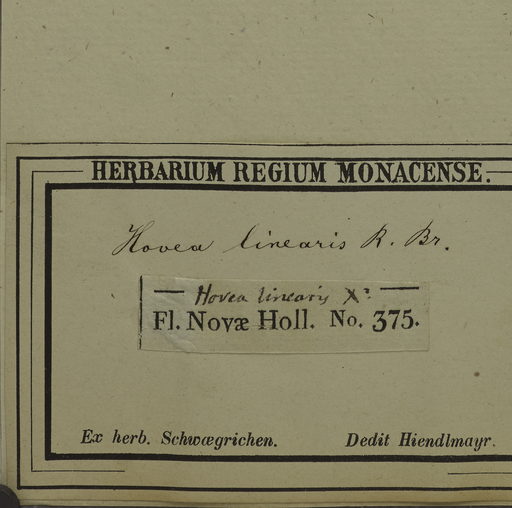 HERBARIUM REGIUM MONACENSE.
Hovea linearis R. Br.
— Hovea linearis —
Fl. Novæ Holl. No. 375.
Ex herb. Schwægrichen. Dedit Hiendlmayr.